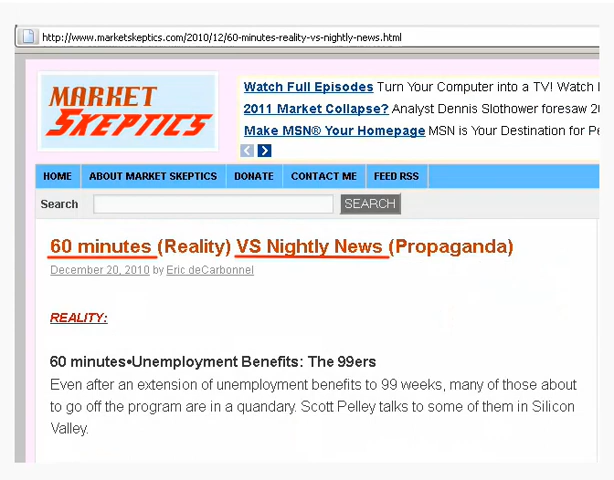 http://www.marketskeptics.com/2010/12/60-minutes-reality-vs-nightly-news.html
MARKET
SKEPTICS
Watch Full Episodes Turn Your Computer into a TV! Watch
2011 Market Collapse? Analyst Dennis Slothower foresaw
Make MSN® Your Homepage MSN is Your Destination for
HOME ABOUT MARKET SKEPTICS DONATE CONTACT ME FEED RSS
Search SEARCH
60 minutes (Reality) VS Nightly News (Propaganda)
December 20, 2010 by Eric deCarbonnel
REALITY:
60 minutes•Unemployment Benefits: The 99ers
Even after an extension of unemployment benefits to 99 weeks, many of those about
to go off the program are in a quandary. Scott Pelley talks to some of them in Silicon
Valley.